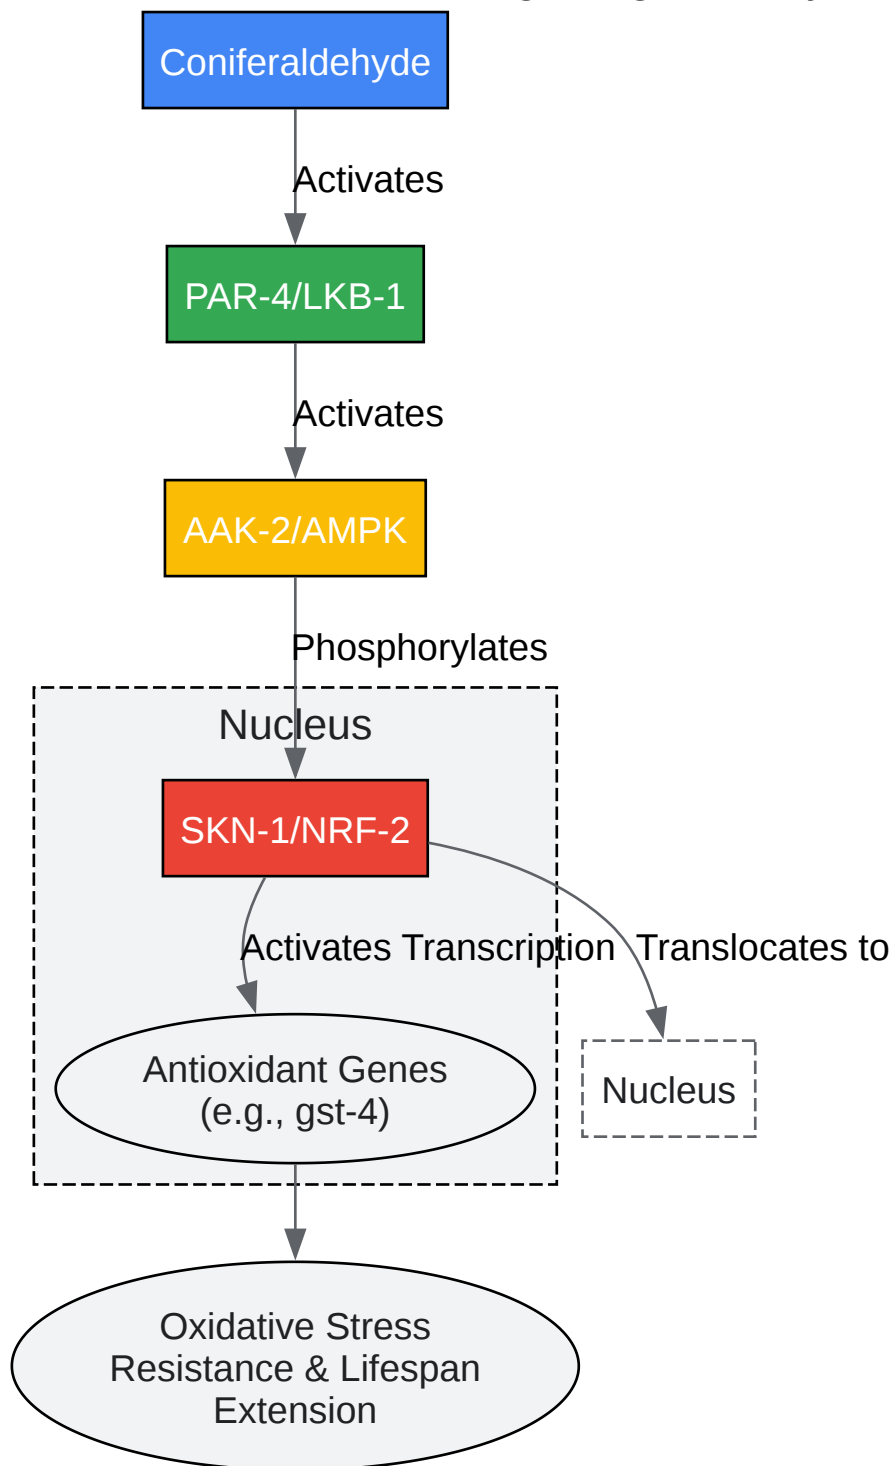 Coniferaldehyde
Activates
PAR-4/LKB-1
Activates
AAK-2/AMPK
Phosphorylates
Nucleus
SKN-1/NRF-2
Activates Transcription
Translocates to
Antioxidant Genes
(e.g., gst-4)
Nucleus
Oxidative Stress
Resistance & Lifespan
Extension